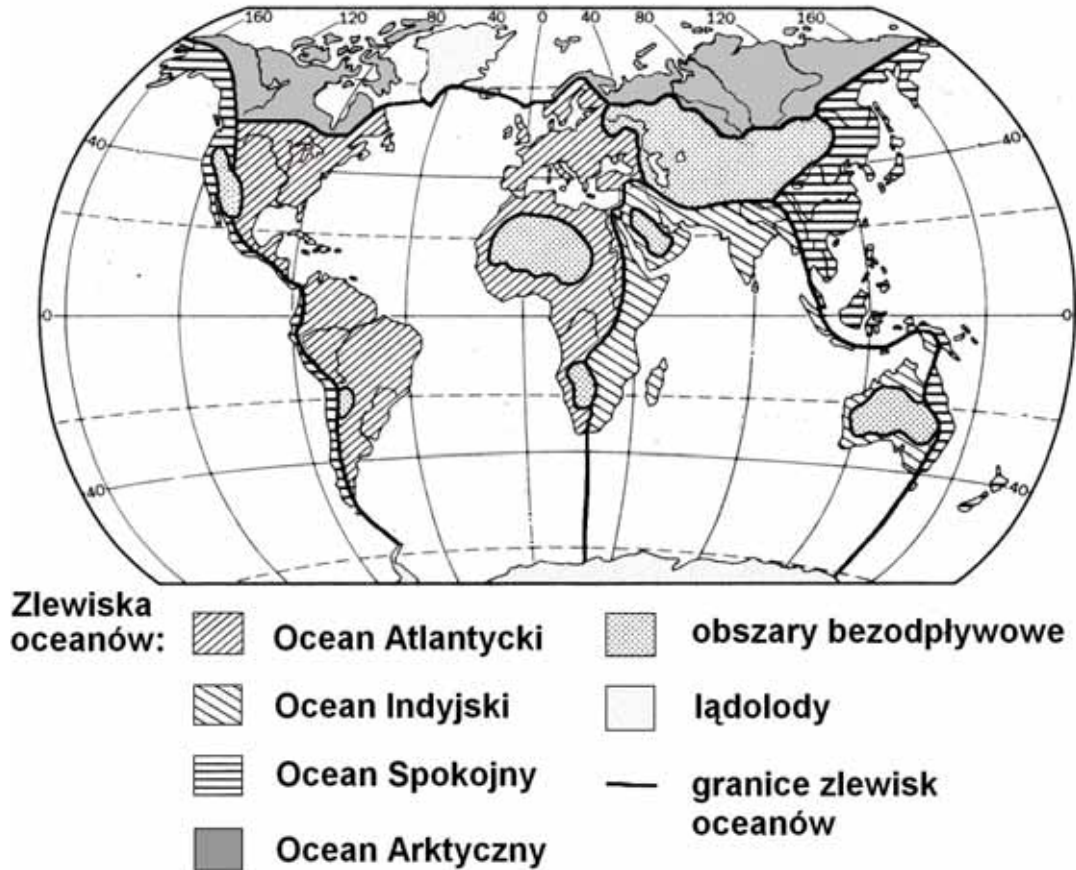 160 120 80 40 0 40 80 120 160
40 40
0 0
40 40
Zlewiska
oceanów:
Ocean Atlantycki
Ocean Indyjski
Ocean Spokojny
Ocean Arktyczny
obszary bezodpływowe
lądolody
granice zlewisk
oceanów